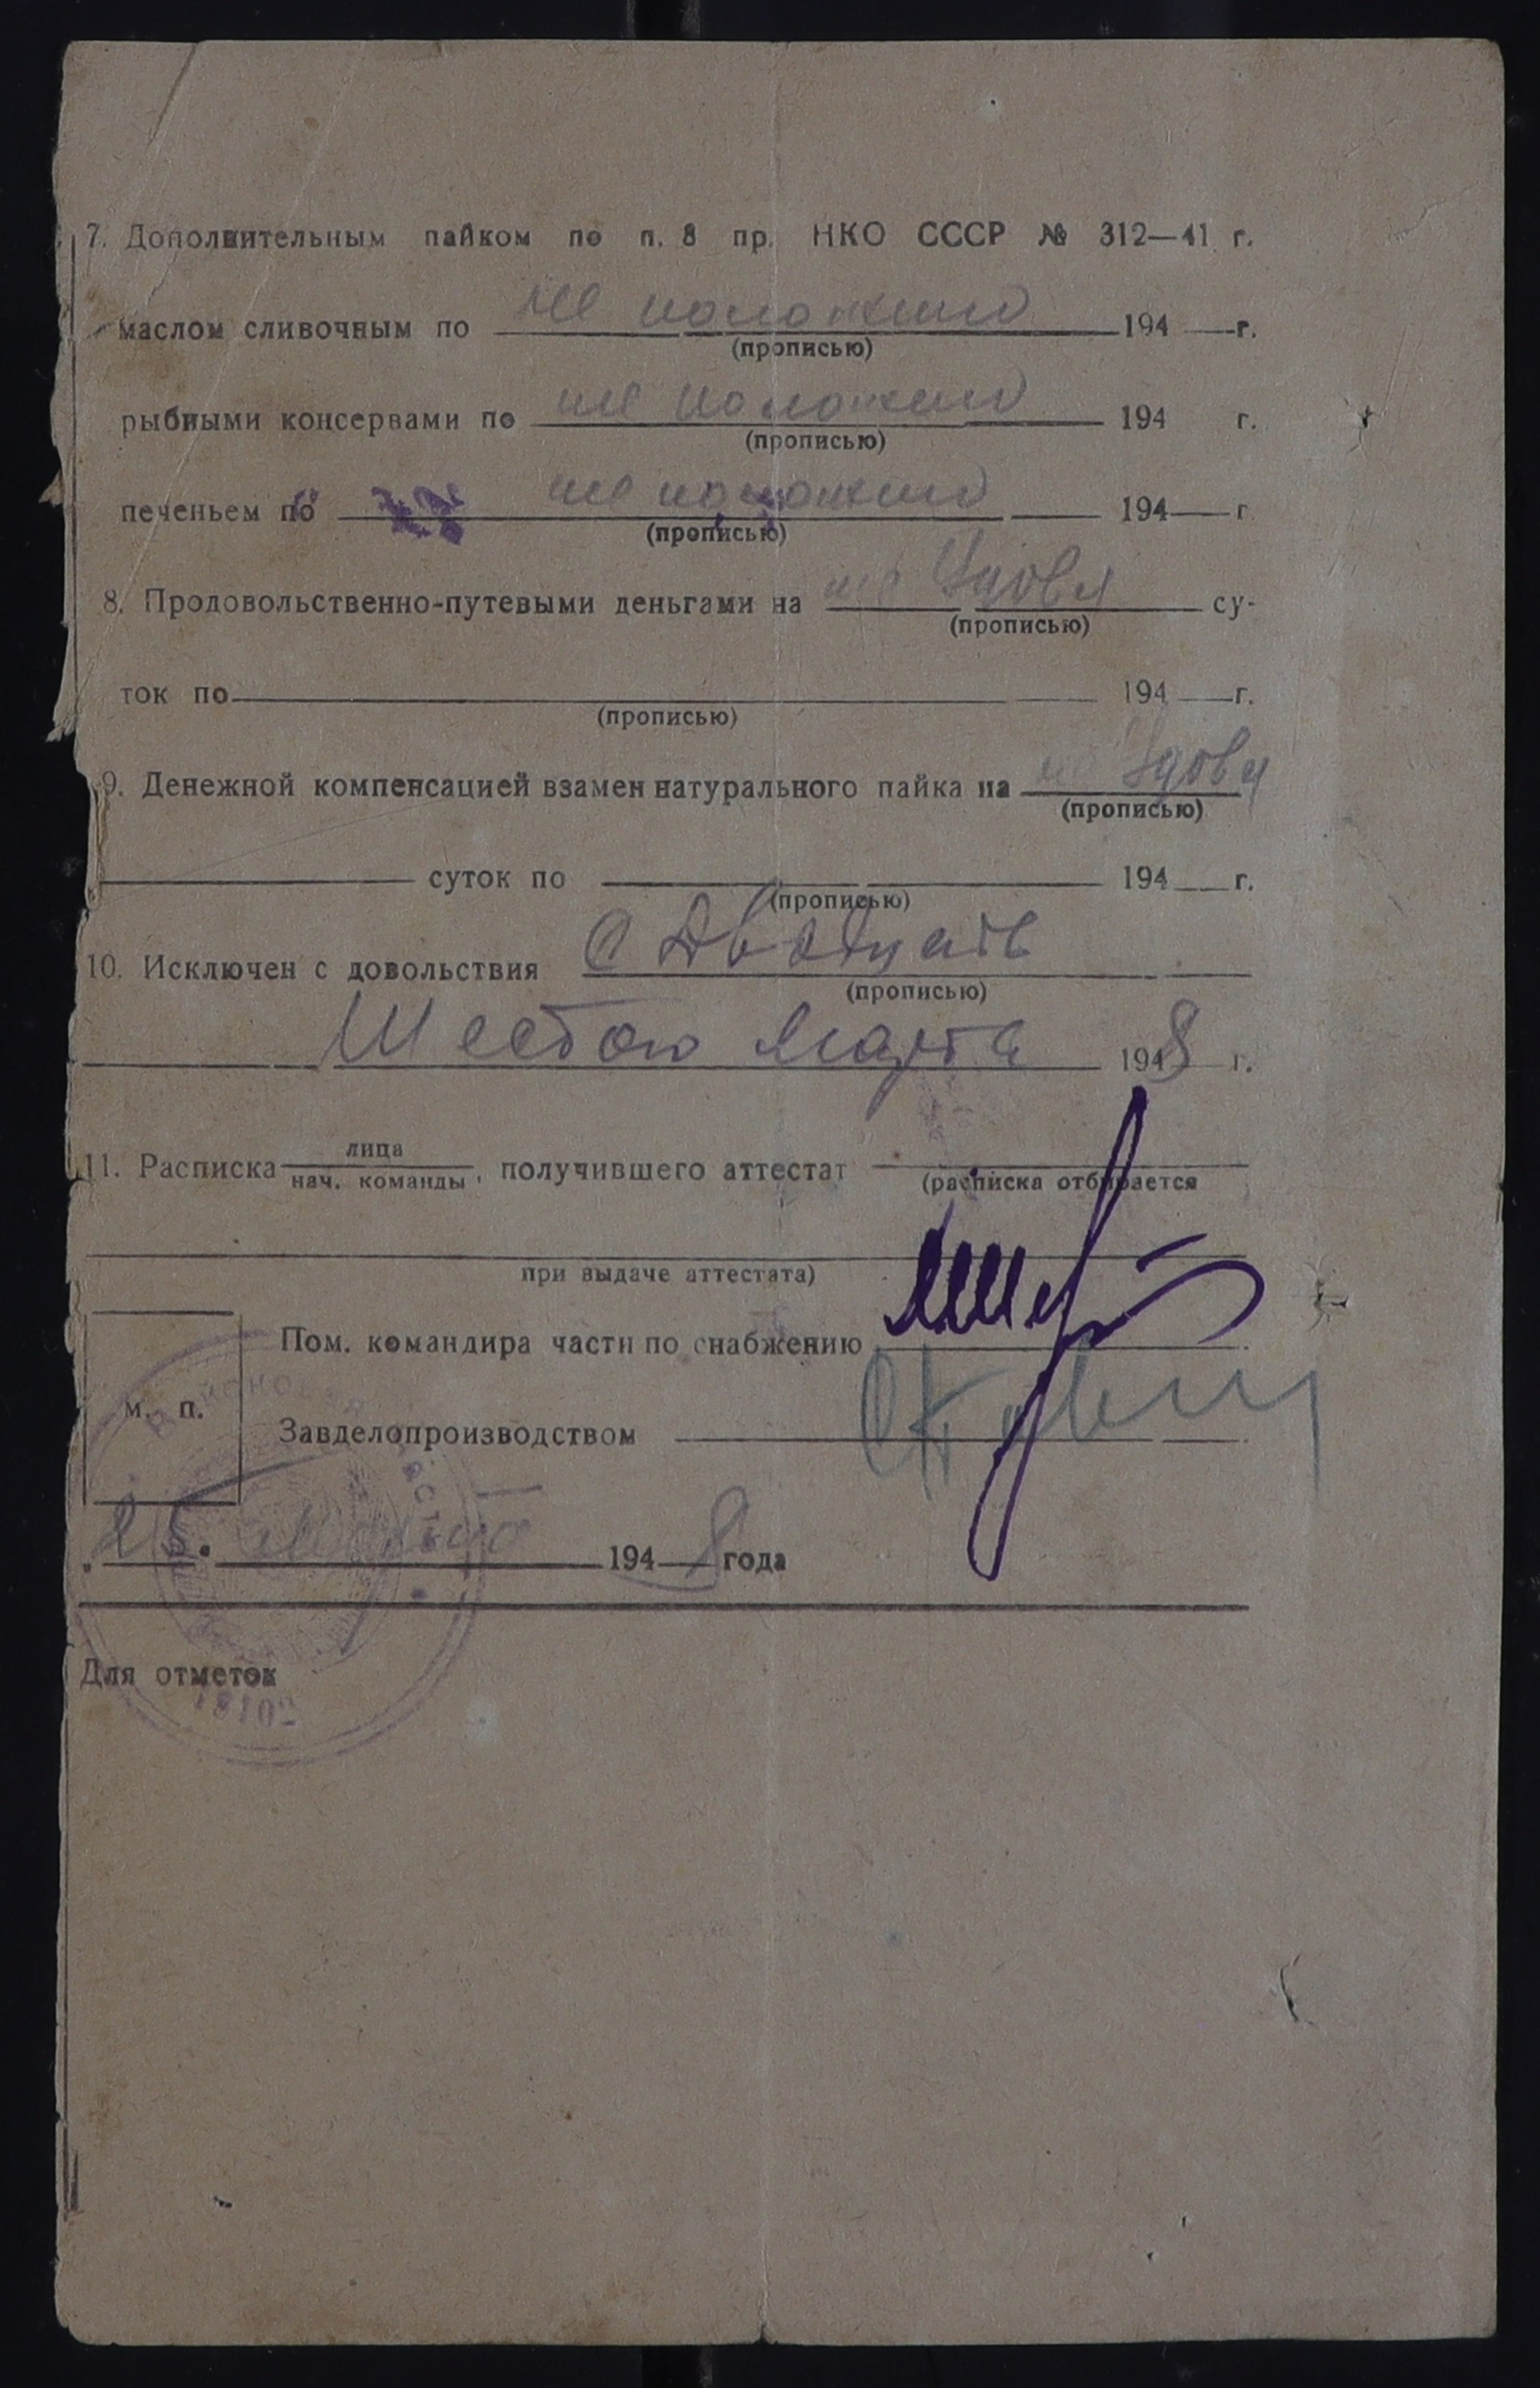 7. Дополнительным пайком по п. 8 пр. НКО СССР № 312—41 г.
маслом сливочным по не положено 194 г.
(прописью)
рыбными консервами по не положено 194 г.
(прописью)
печеньем по не положено 194 г.
(прописью)
8. Продовольственно-путевыми деньгами на не су-
(прописью)
ток по 194 г.
(прописью)
9. Денежной компенсацией взамен натурального пайка на
(прописью)
суток по 194 г.
(прописью)
10. Исключен с довольствия с двадцать
(прописью)
Шестого марта 1948 г.
11. Расписка лица
нач. команды, получившего аттестат
(расписка отбирается
при выдаче аттестата)
Пом. командира части по снабжению
м. п.
Завделопроизводством
25. марта 1948 года
Для отметок